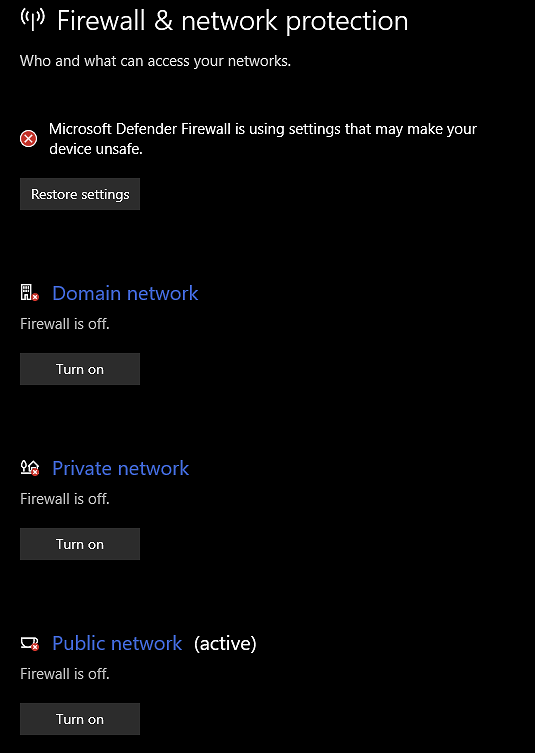 Firewall & network protection
Who and what can access your networks.
Microsoft Defender Firewall is using settings that may make your
device unsafe.
Restore settings
Domain network
Firewall is off.
Turn on
Private network
Firewall is off.
Turn on
Public network (active)
Firewall is off.
Turn on